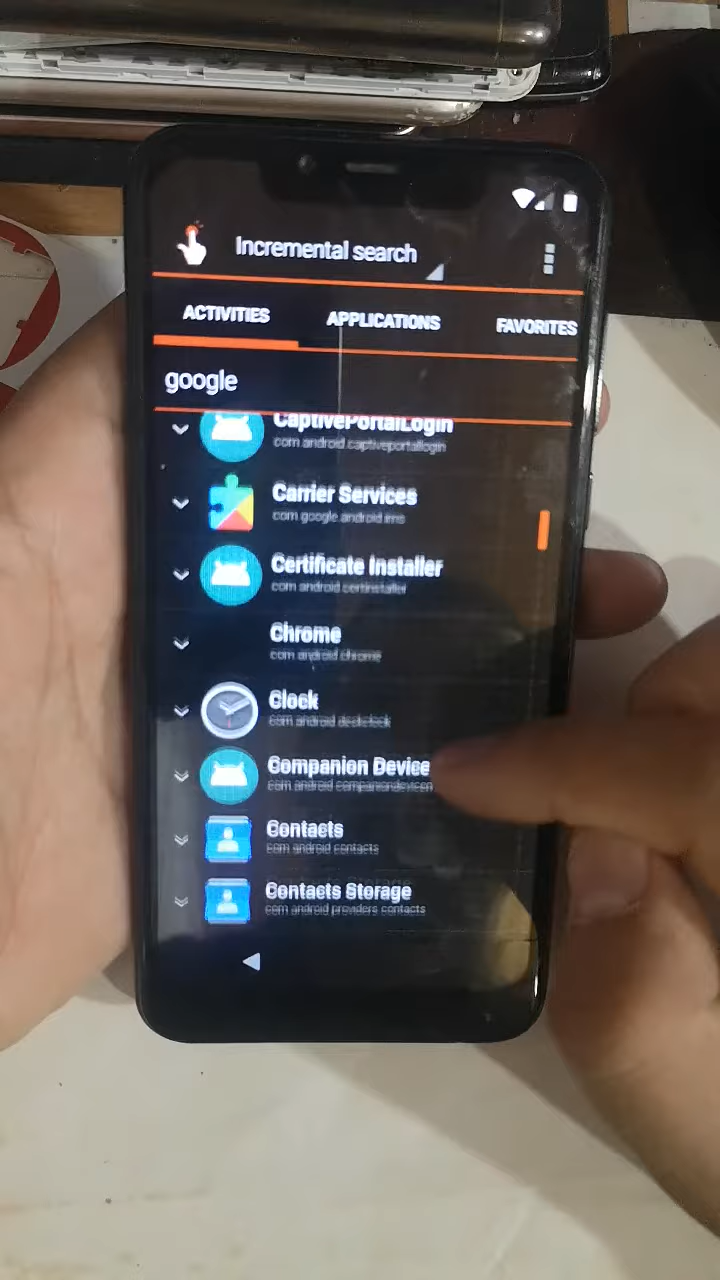 Incremental search
ACTIVITIES
APPLICATIONS
FAVORITES
google
CaptivePortalLogin
com.android.captiveportallogin
Carrier Services
com.google.android.ims
Certificate Installer
com.android.certinstaller
Chrome
com.android.chrome
Clock
com.android.deskclock
Companion Device
Contacts
com.android.contacts
Contacts Storage
com.android.providers.contacts